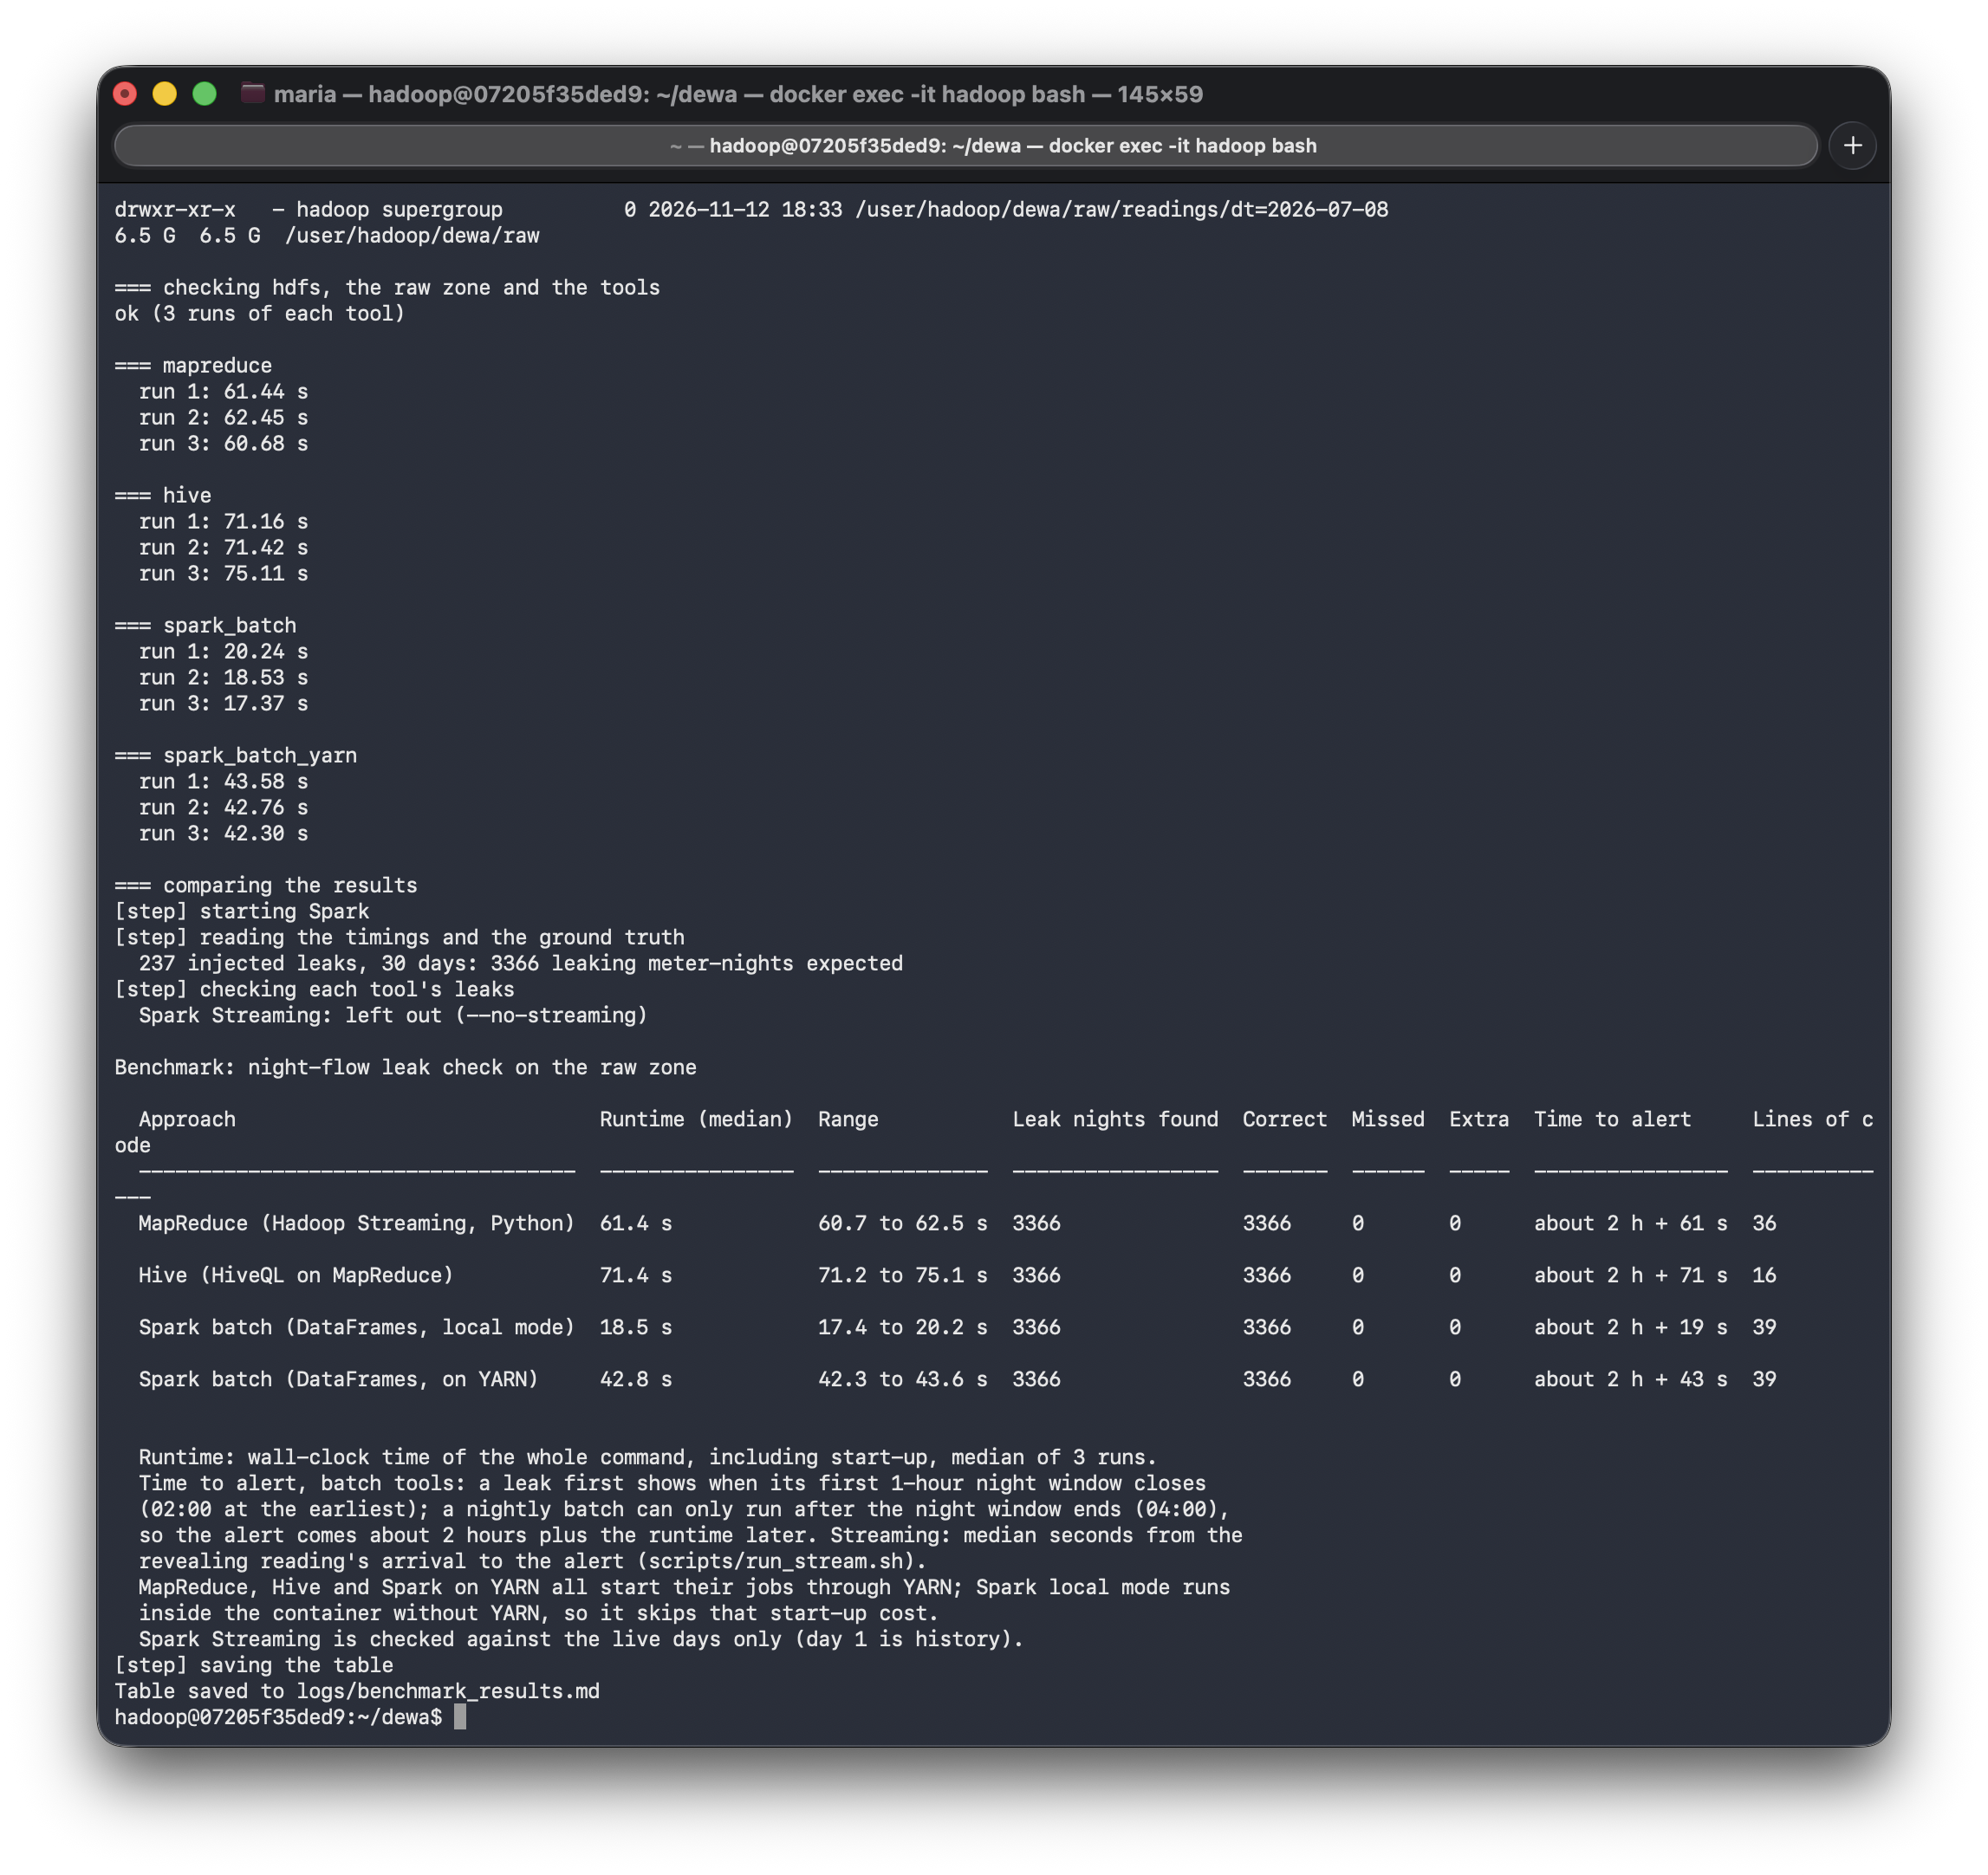 maria — hadoop@07205f35ded9: ~/dewa — docker exec -it hadoop bash — 145×59
~ — hadoop@07205f35ded9: ~/dewa — docker exec -it hadoop bash
+
drwxr-xr-x   - hadoop supergroup          0 2026-11-12 18:33 /user/hadoop/dewa/raw/readings/dt=2026-07-08
6.5 G  6.5 G  /user/hadoop/dewa/raw
=== checking hdfs, the raw zone and the tools
ok (3 runs of each tool)
=== mapreduce
  run 1: 61.44 s
  run 2: 62.45 s
  run 3: 60.68 s
=== hive
  run 1: 71.16 s
  run 2: 71.42 s
  run 3: 75.11 s
=== spark_batch
  run 1: 20.24 s
  run 2: 18.53 s
  run 3: 17.37 s
=== spark_batch_yarn
  run 1: 43.58 s
  run 2: 42.76 s
  run 3: 42.30 s
=== comparing the results
[step] starting Spark
[step] reading the timings and the ground truth
  237 injected leaks, 30 days: 3366 leaking meter-nights expected
[step] checking each tool's leaks
  Spark Streaming: left out (--no-streaming)
Benchmark: night-flow leak check on the raw zone
  Approach                              Runtime (median)  Range           Leak nights found  Correct  Missed  Extra  Time to alert     Lines of c
ode
  ------------------------------------  ----------------  --------------  -----------------  -------  ------  -----  ----------------  ----------
---
  MapReduce (Hadoop Streaming, Python)  61.4 s            60.7 to 62.5 s  3366               3366     0       0      about 2 h + 61 s  36
  Hive (HiveQL on MapReduce)            71.4 s            71.2 to 75.1 s  3366               3366     0       0      about 2 h + 71 s  16
  Spark batch (DataFrames, local mode)  18.5 s            17.4 to 20.2 s  3366               3366     0       0      about 2 h + 19 s  39
  Spark batch (DataFrames, on YARN)     42.8 s            42.3 to 43.6 s  3366               3366     0       0      about 2 h + 43 s  39
  Runtime: wall-clock time of the whole command, including start-up, median of 3 runs.
  Time to alert, batch tools: a leak first shows when its first 1-hour night window closes
  (02:00 at the earliest); a nightly batch can only run after the night window ends (04:00),
  so the alert comes about 2 hours plus the runtime later. Streaming: median seconds from the
  revealing reading's arrival to the alert (scripts/run_stream.sh).
  MapReduce, Hive and Spark on YARN all start their jobs through YARN; Spark local mode runs
  inside the container without YARN, so it skips that start-up cost.
  Spark Streaming is checked against the live days only (day 1 is history).
[step] saving the table
Table saved to logs/benchmark_results.md
hadoop@07205f35ded9:~/dewa$